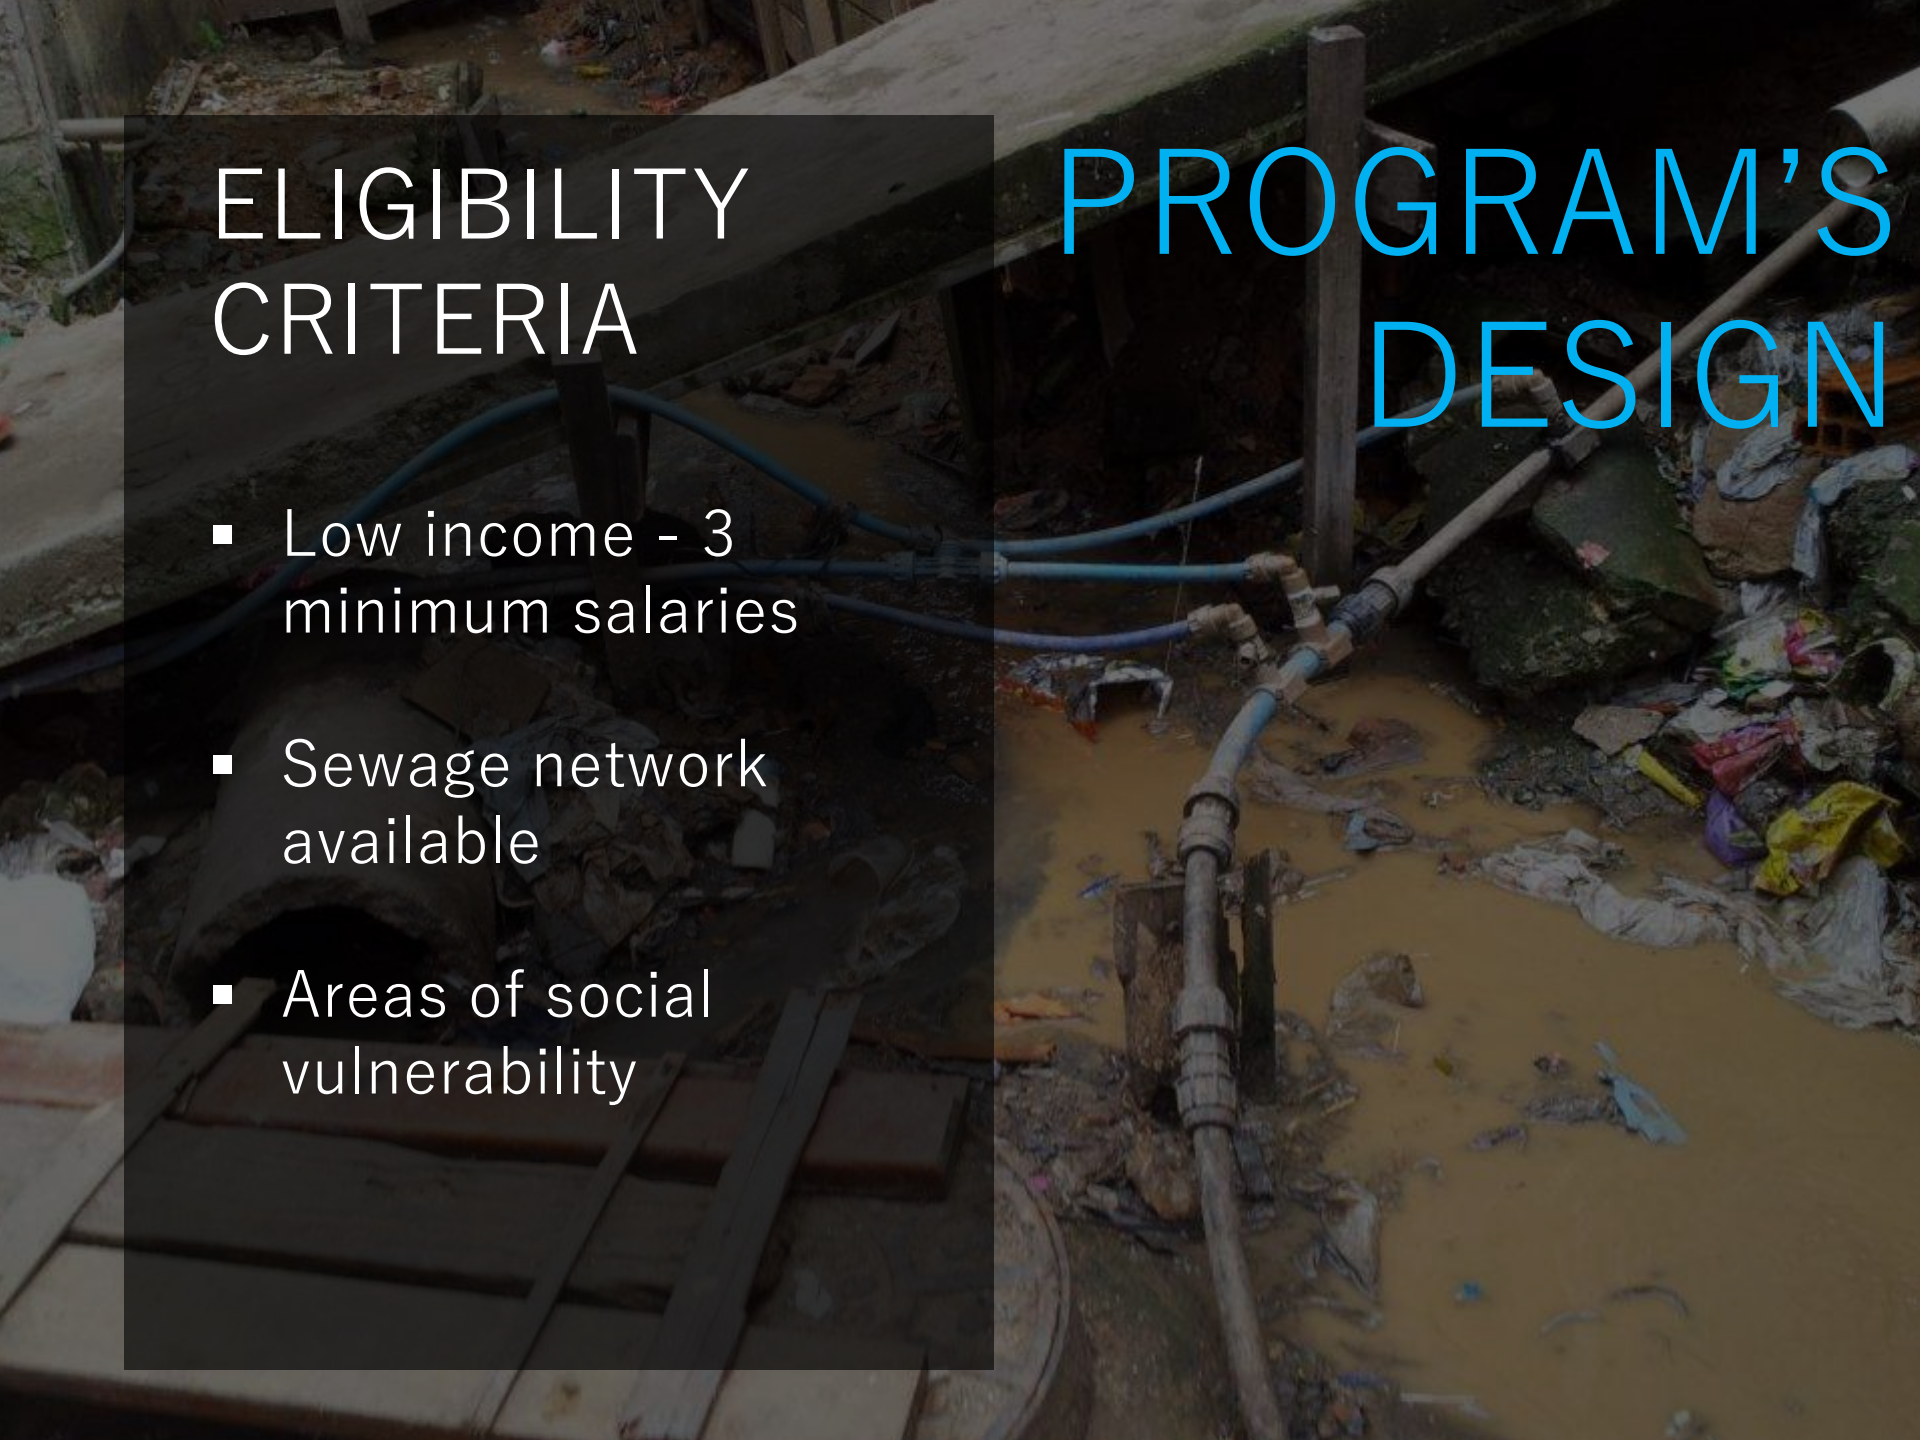 PROGRAM’S
DESIGN
ELIGIBILITY
CRITERIA
▪ Low income - 3
minimum salaries
▪ Sewage network
available
▪ Areas of social
vulnerability